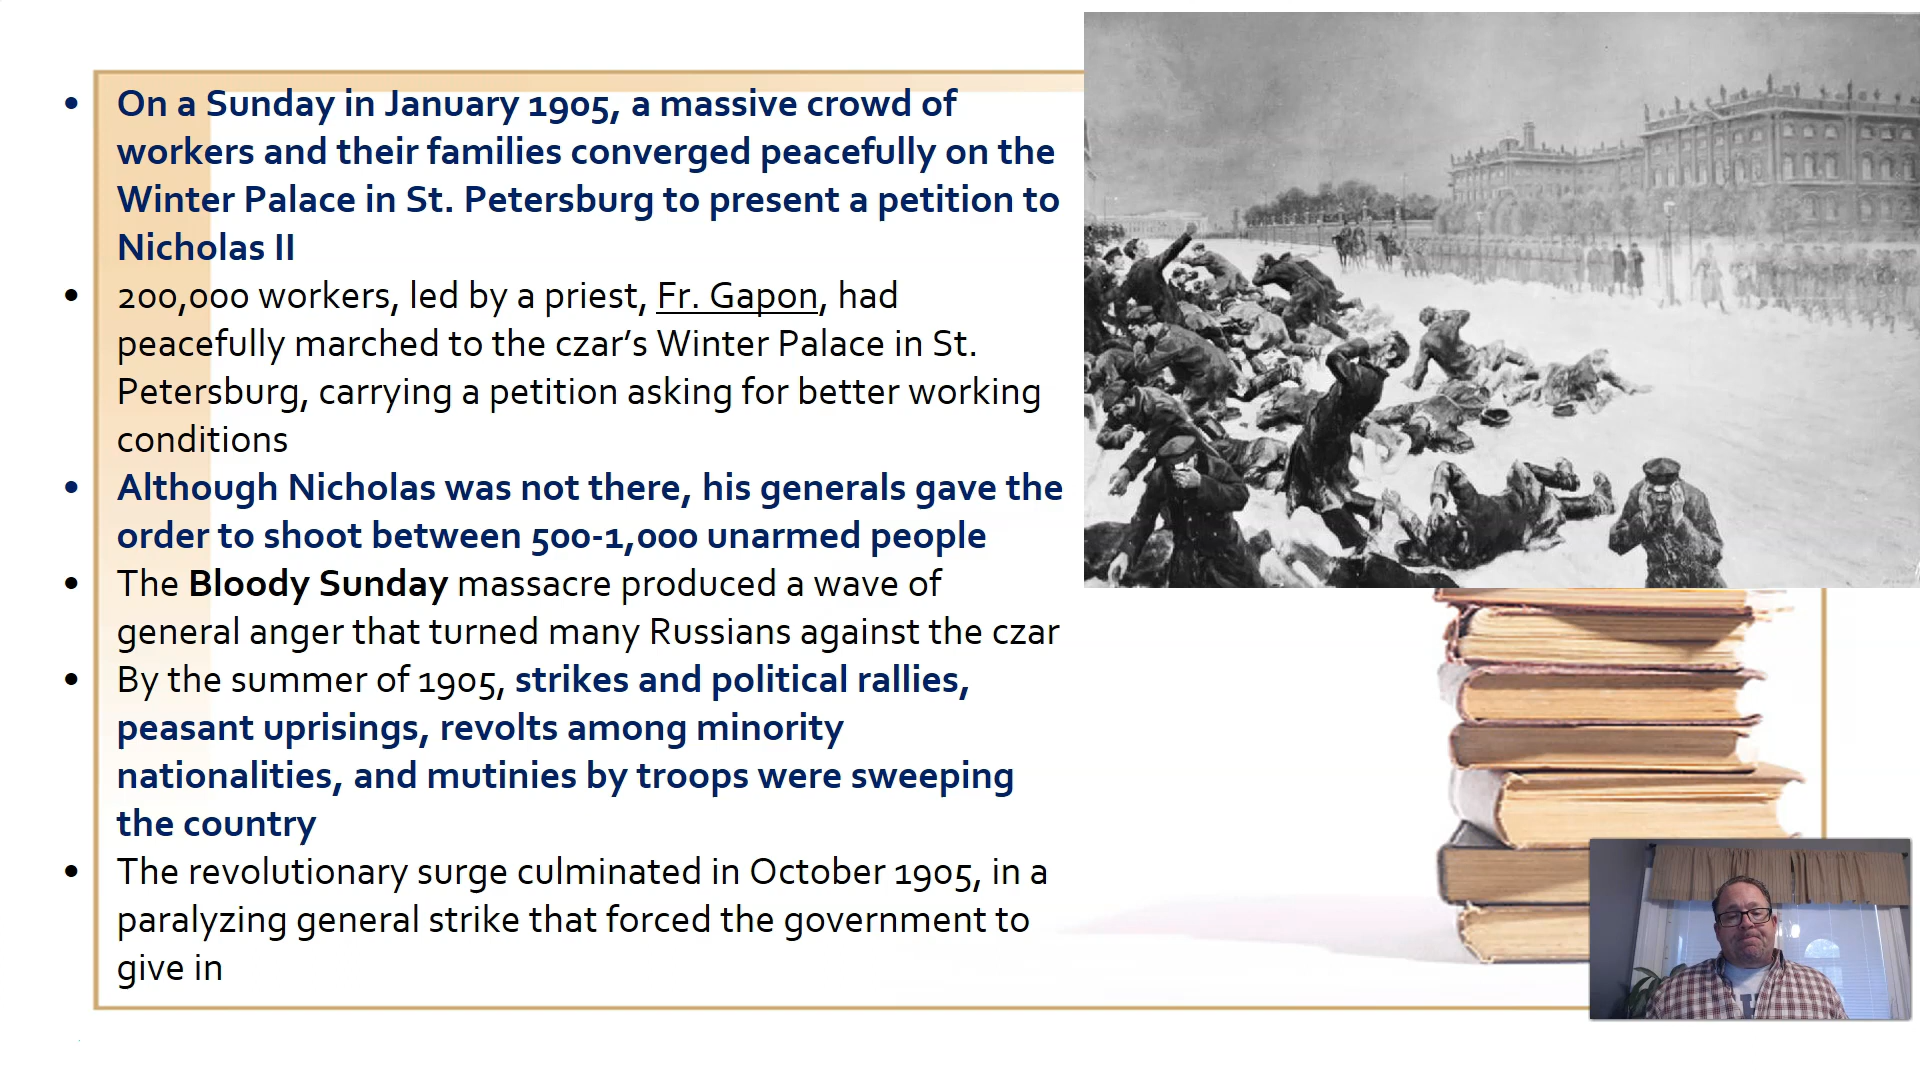 • On a Sunday in January 1905, a massive crowd of
workers and their families converged peacefully on the
Winter Palace in St. Petersburg to present a petition to
Nicholas II
• 200,000 workers, led by a priest, Fr. Gapon, had
peacefully marched to the czar’s Winter Palace in St.
Petersburg, carrying a petition asking for better working
conditions
• Although Nicholas was not there, his generals gave the
order to shoot between 500-1,000 unarmed people
• The Bloody Sunday massacre produced a wave of
general anger that turned many Russians against the czar
• By the summer of 1905, strikes and political rallies,
peasant uprisings, revolts among minority
nationalities, and mutinies by troops were sweeping
the country
• The revolutionary surge culminated in October 1905, in a
paralyzing general strike that forced the government to
give in